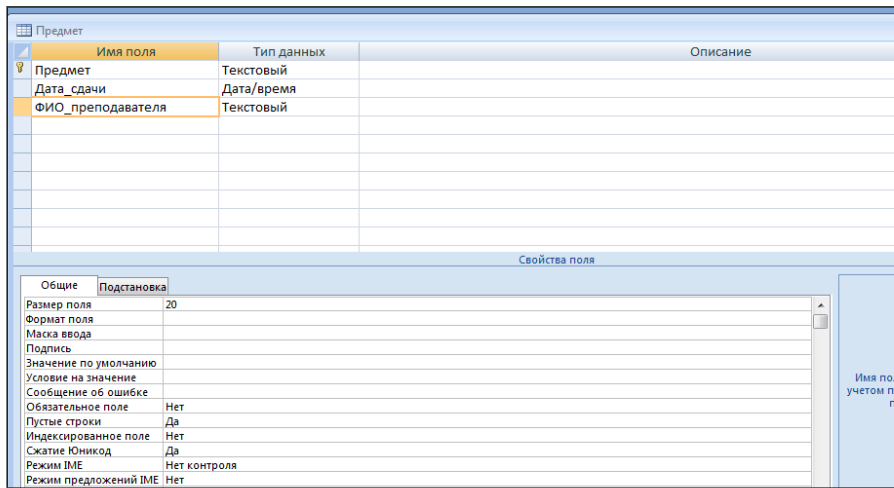 Предмет
Имя поля Тип данных Описание
Предмет Текстовый
Дата_сдачи Дата/время
ФИО_преподавателя Текстовый
Свойства поля
Общие Подстановка
Размер поля 20
Формат поля
Маска ввода
Подпись
Значение по умолчанию
Условие на значение
Сообщение об ошибке
Обязательное поле Нет
Пустые строки Да
Индексированное поле Нет
Сжатие Юникод Да
Режим IME Нет контроля
Режим предложений IME Нет
Имя
учетом